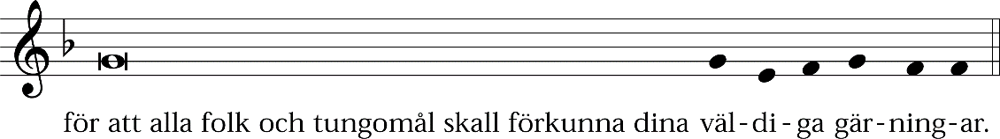 för att alla folk och tungomål skall förkunna dina väl-di-ga gär-ning-ar.